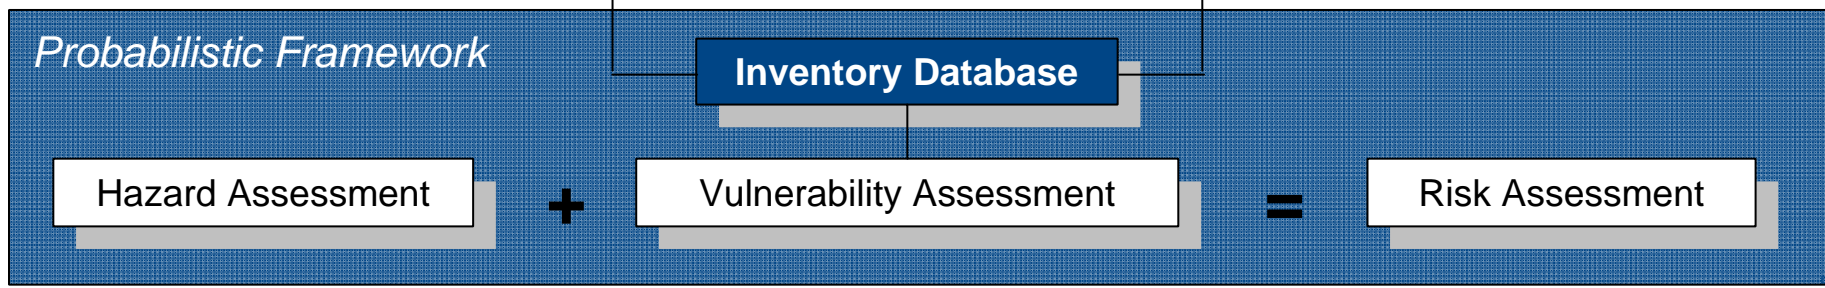 Probabilistic Framework
Inventory Database
Hazard Assessment + Vulnerability Assessment = Risk Assessment